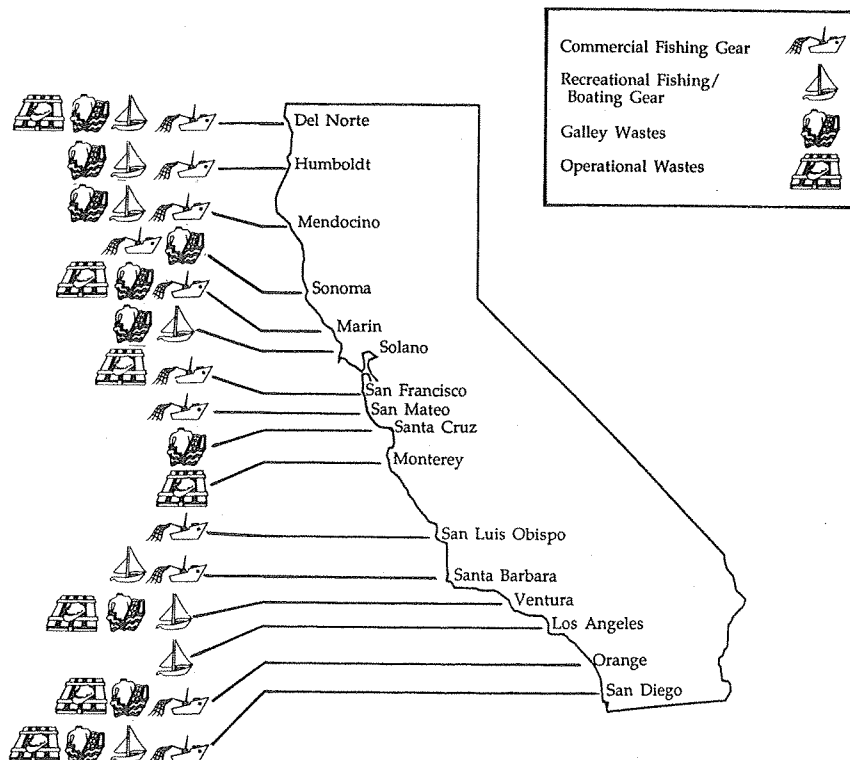 Commercial Fishing Gear
Recreational Fishing/
Boating Gear
Galley Wastes
Operational Wastes
Del Norte
Humboldt
Mendocino
Sonoma
Marin
Solano
San Francisco
San Mateo
Santa Cruz
Monterey
San Luis Obispo
Santa Barbara
Ventura
Los Angeles
Orange
San Diego